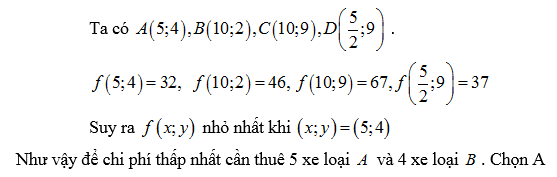 Ta có A(5;4), B(10;2), C(10;9), D(5/2;9).
f(5;4) = 32, f(10;2) = 46, f(10;9) = 67, f(5/2;9) = 37
Suy ra f(x;y) nhỏ nhất khi (x;y) = (5;4)
Như vậy để chi phí thấp nhất cần thuê 5 xe loại A và 4 xe loại B. Chọn A